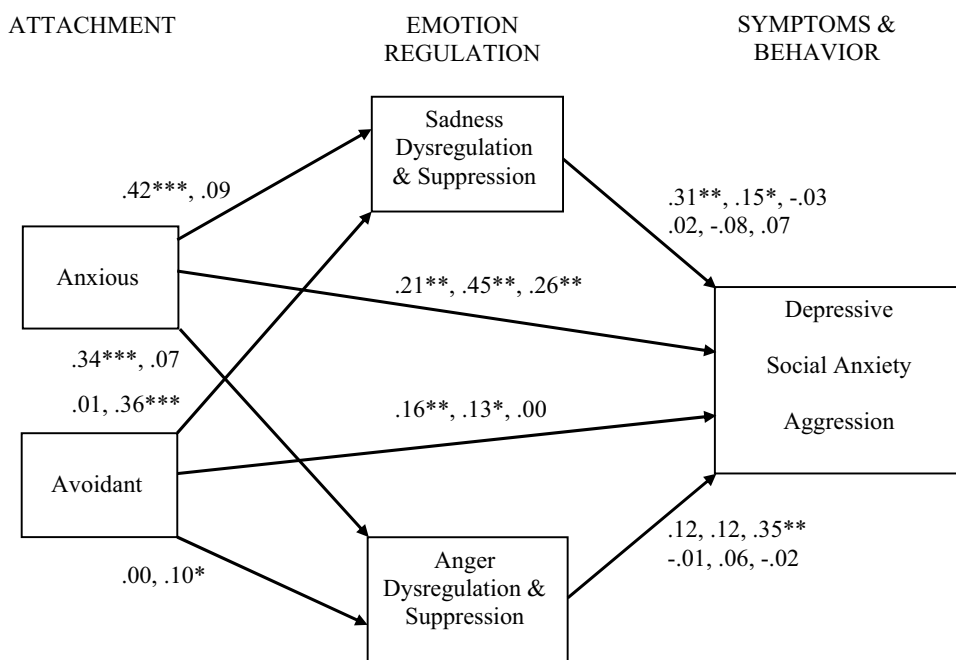 ATTACHMENT
EMOTION
REGULATION
SYMPTOMS &
BEHAVIOR
Sadness
Dysregulation
& Suppression
.42***, .09
.31**, .15*, -.03
.02, -.08, .07
Anxious
.21**, .45**, .26**
Depressive
Social Anxiety
Aggression
.34***, .07
.01, .36***
.16**, .13*, .00
Avoidant
.12, .12, .35**
-.01, .06, -.02
.00, .10*
Anger
Dysregulation &
Suppression